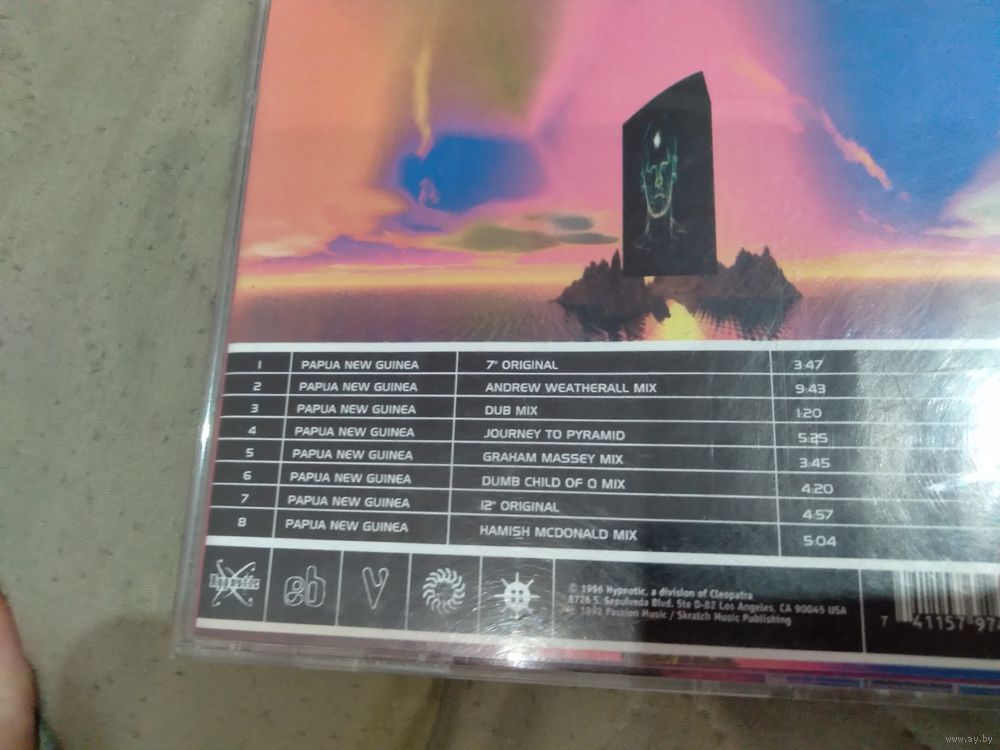 1 PAPUA NEW GUINEA 7" ORIGINAL 3:47
2 PAPUA NEW GUINEA ANDREW WEATHERALL MIX 9:43
3 PAPUA NEW GUINEA DUB MIX 1:20
4 PAPUA NEW GUINEA JOURNEY TO PYRAMID 5:25
5 PAPUA NEW GUINEA GRAHAM MASSEY MIX 3:45
6 PAPUA NEW GUINEA DUMB CHILD OF Q MIX 4:20
7 PAPUA NEW GUINEA 12" ORIGINAL 4:57
8 PAPUA NEW GUINEA HAMISH MCDONALD MIX 5:04
Hypnotic
eb
V
© 1996 Hypnotic, a division of Cleopatra
8726 S. Sepulveda Blvd. Ste D-82 Los Angeles, CA 90045 USA
1992 Passion Music / Skratch Music Publishing
7 41157 974
www.ay.by